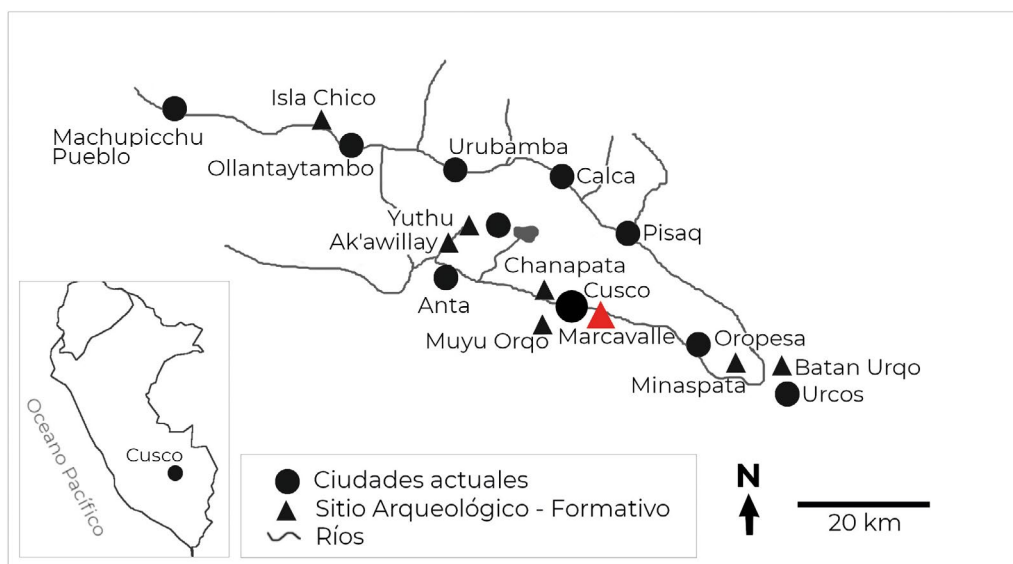 Isla Chico
Machupicchu
Pueblo
Ollantaytambo
Urubamba
Calca
Yuthu
Ak'awillay
Pisaq
Chanapata
Cusco
Anta
Muyu Orqo
Marcavalle
Oropesa
Minaspata
Batan Urqo
Urcos
Oceano Pacífico
Cusco
Ciudades actuales
Sitio Arqueológico - Formativo
Ríos
N
20 km